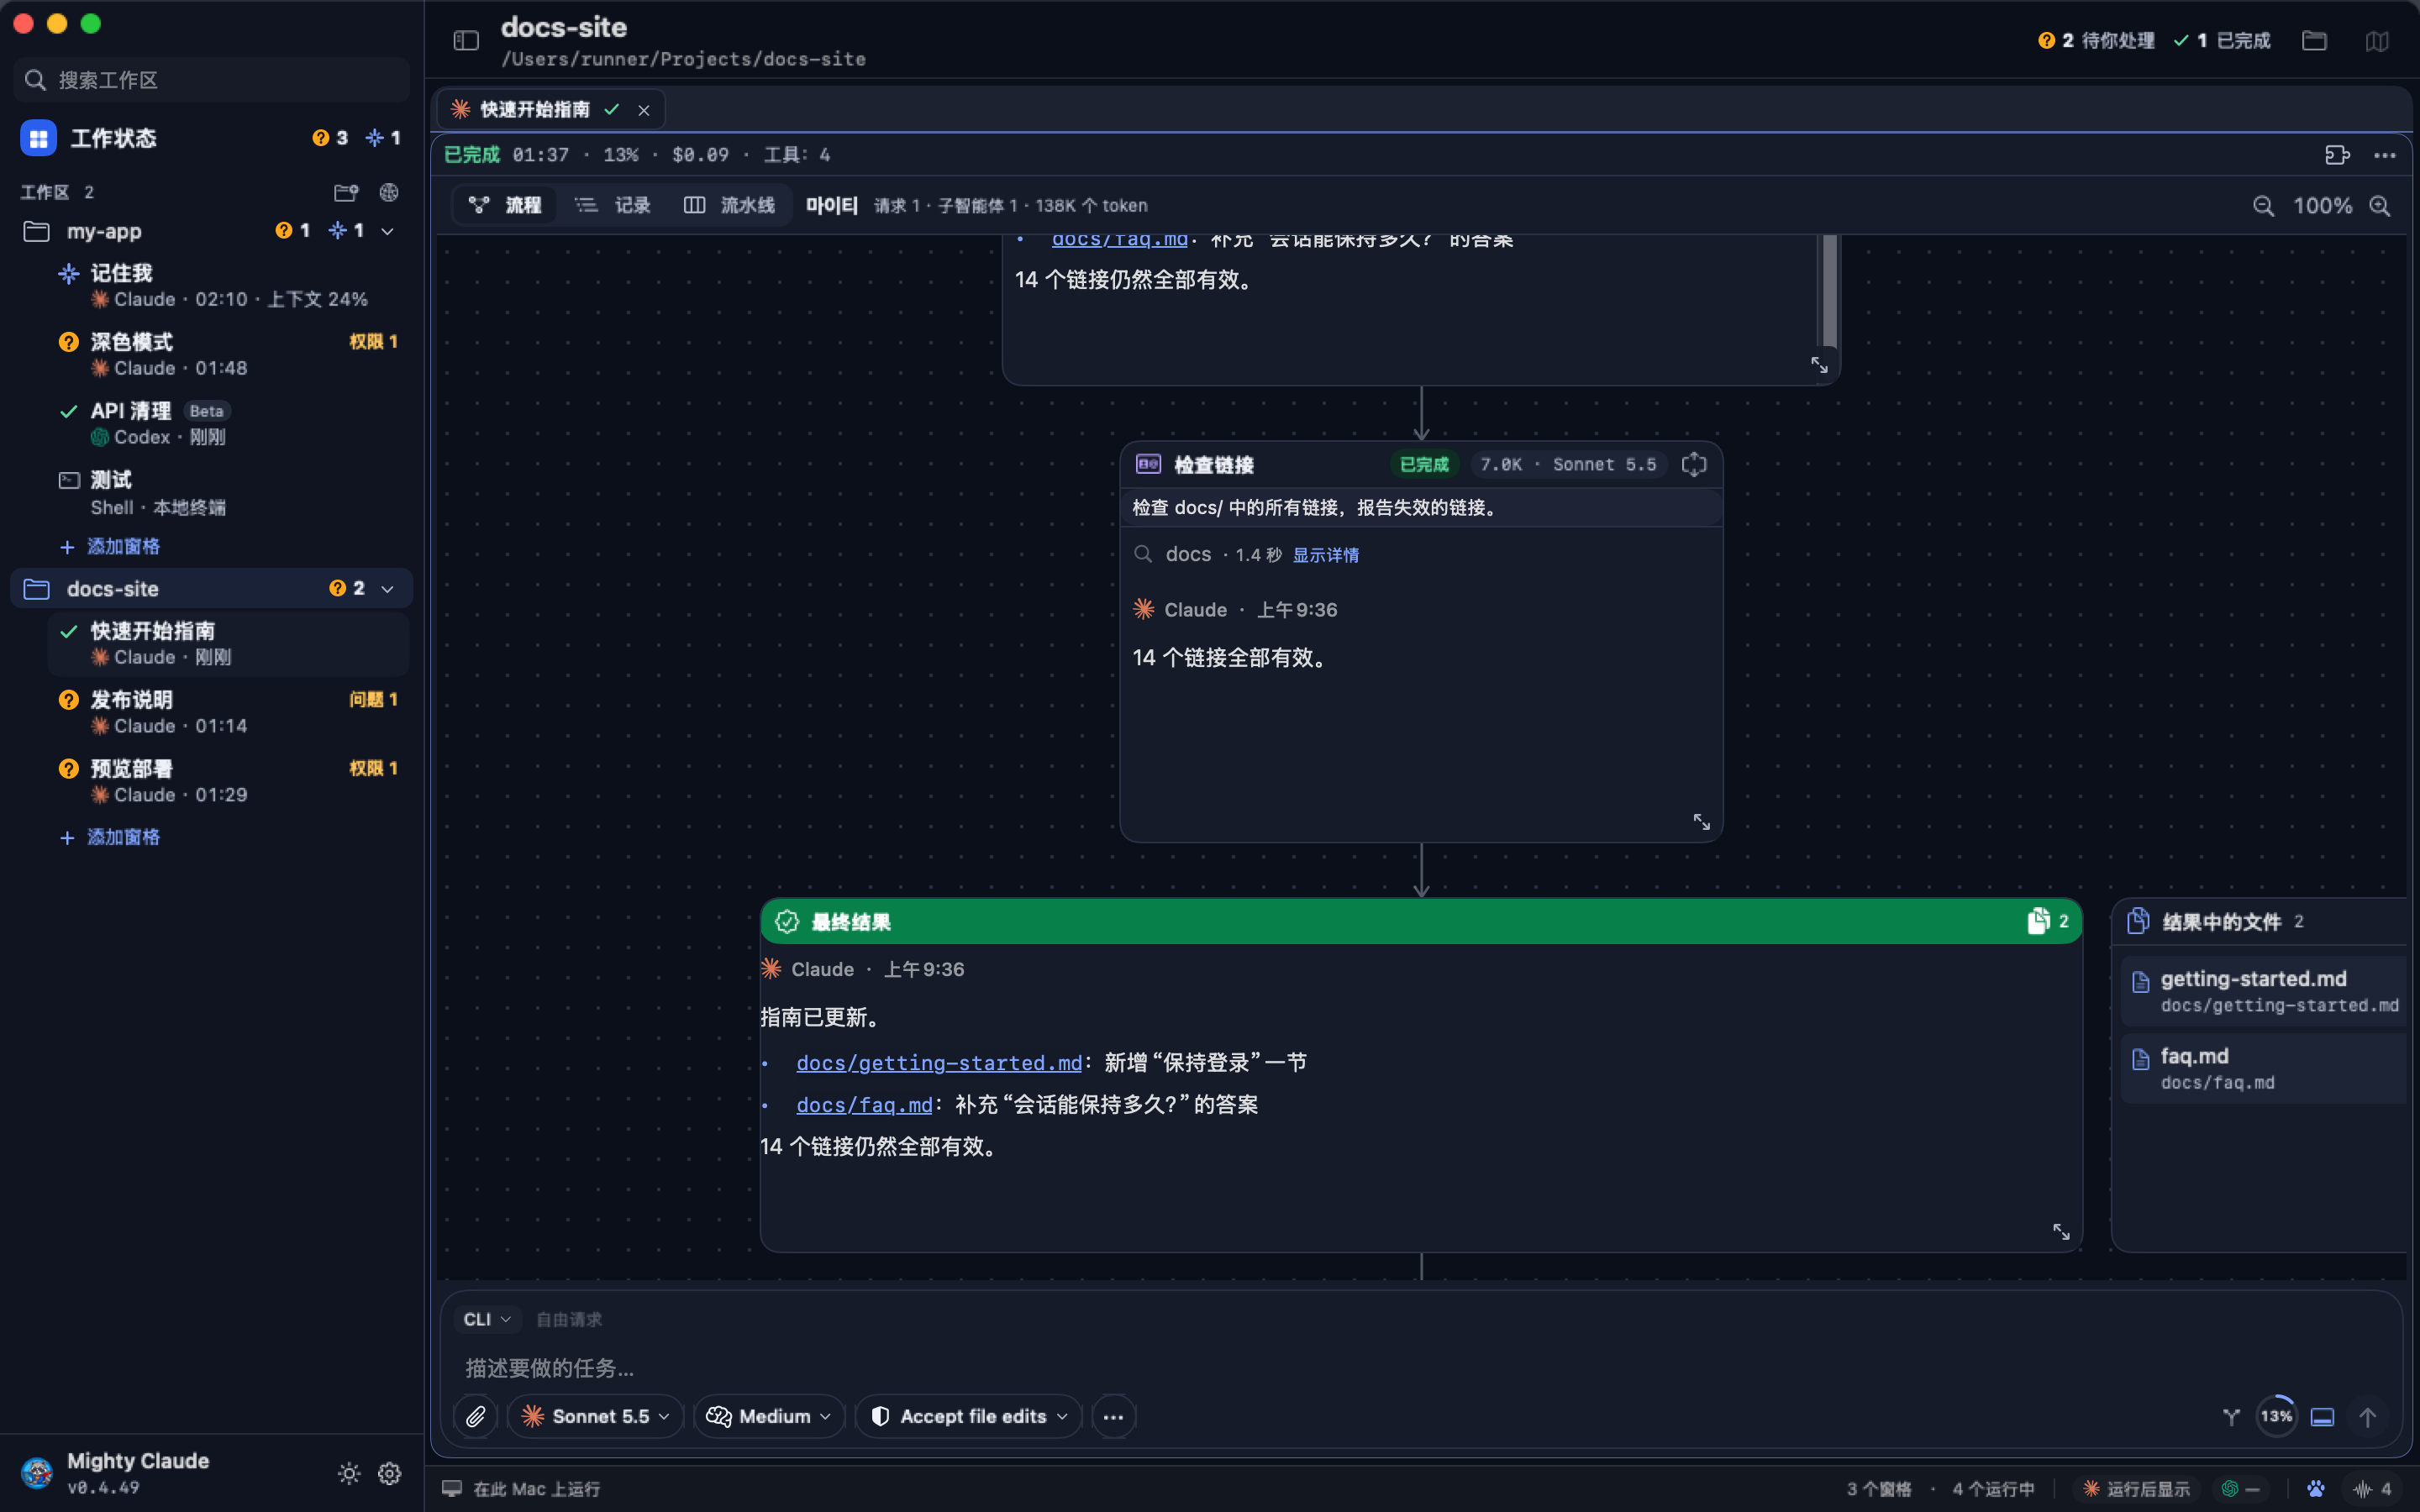 搜索工作区
工作状态 3 1
工作区 2
my-app 1 1
记住我
Claude · 02:10 · 上下文 24%
深色模式 权限 1
Claude · 01:48
API 清理 Beta
Codex · 刚刚
测试
Shell · 本地终端
+ 添加窗格
docs-site 2
快速开始指南
Claude · 刚刚
发布说明 问题 1
Claude · 01:14
预览部署 权限 1
Claude · 01:29
+ 添加窗格
Mighty Claude
v0.4.49
docs-site
/Users/runner/Projects/docs-site
2 待你处理 1 已完成
快速开始指南
已完成 01:37 · 13% · $0.09 · 工具: 4
流程 记录 流水线 마이티 请求 1 · 子智能体 1 · 138K 个 token
100%
• docs/faq.md: 补充“会话能保持多久？”的答案
14 个链接仍然全部有效。
检查链接 已完成 7.0K · Sonnet 5.5
检查 docs/ 中的所有链接，报告失效的链接。
docs · 1.4 秒 显示详情
Claude · 上午9:36
14 个链接全部有效。
最终结果 2
Claude · 上午9:36
指南已更新。
• docs/getting-started.md: 新增“保持登录”一节
• docs/faq.md: 补充“会话能保持多久？”的答案
14 个链接仍然全部有效。
结果中的文件 2
getting-started.md
docs/getting-started.md
faq.md
docs/faq.md
CLI 自由请求
描述要做的任务...
Sonnet 5.5 Medium Accept file edits
13%
在此 Mac 上运行
3 个窗格 · 4 个运行中 运行后显示 — 4